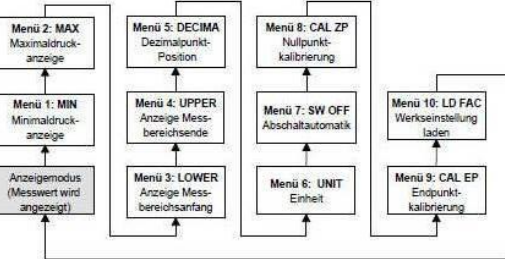 Menü 2: MAX
Maximaldruck-
anzeige
Menü 1: MIN
Minimaldruck-
anzeige
Anzeigemodus
(Messwert wird
angezeigt)
Menü 5: DECIMA
Dezimalpunkt-
Position
Menü 4: UPPER
Anzeige Mess-
bereichsende
Menü 3: LOWER
Anzeige Mess-
bereichsanfang
Menü 8: CAL ZP
Nullpunkt-
kalibrierung
Menü 7: SW OFF
Abschaltautomatik
Menü 6: UNIT
Einheit
Menü 10: LD FAC
Werkseinstellung
laden
Menü 9: CAL EP
Endpunkt-
kalibrierung